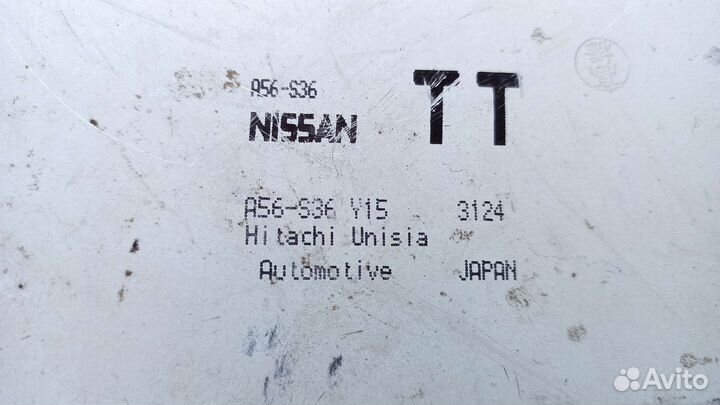 A56-S36
NISSAN TT
A56-S36 Y15 3124
Hitachi Unisia
Automotive JAPAN
Avito